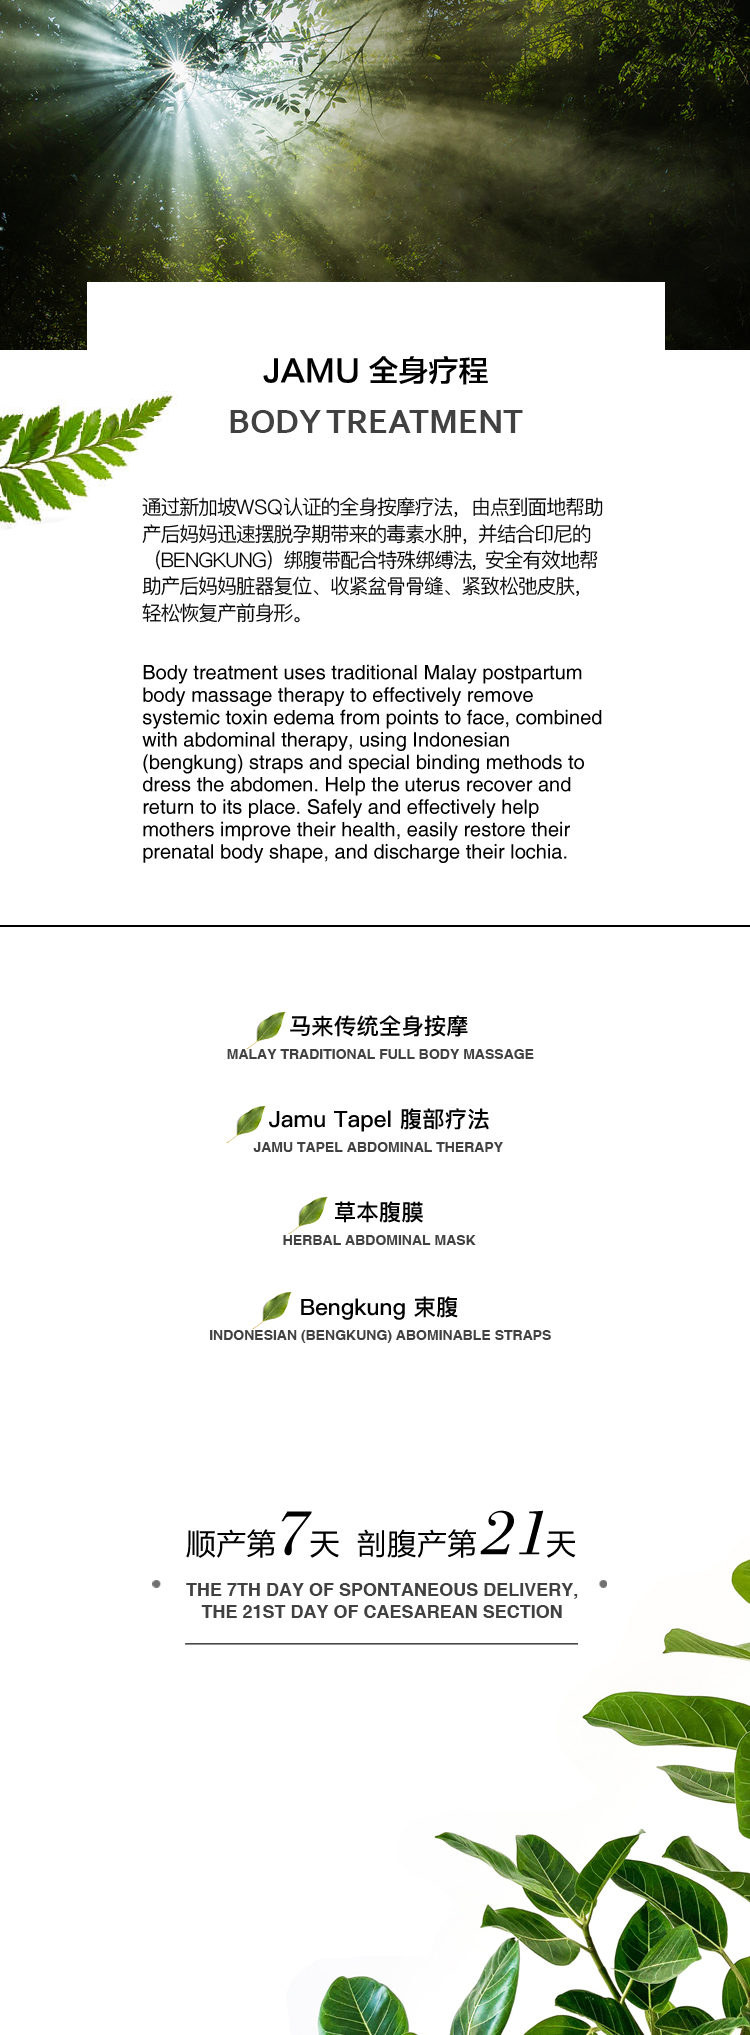 JAMU 全身疗程
BODY TREATMENT
通过新加坡WSQ认证的全身按摩疗法，由点到面地帮助
产后妈妈迅速摆脱孕期带来的毒素水肿，并结合印尼的
（BENGKUNG）绑腹带配合特殊绑缚法，安全有效地帮
助产后妈妈脏器复位、收紧盆骨骨缝、紧致松弛皮肤，
轻松恢复产前身形。
Body treatment uses traditional Malay postpartum
body massage therapy to effectively remove
systemic toxin edema from points to face, combined
with abdominal therapy, using Indonesian
(bengkung) straps and special binding methods to
dress the abdomen. Help the uterus recover and
return to its place. Safely and effectively help
mothers improve their health, easily restore their
prenatal body shape, and discharge their lochia.
马来传统全身按摩
MALAY TRADITIONAL FULL BODY MASSAGE
Jamu Tapel 腹部疗法
JAMU TAPEL ABDOMINAL THERAPY
草本腹膜
HERBAL ABDOMINAL MASK
Bengkung 束腹
INDONESIAN (BENGKUNG) ABOMINABLE STRAPS
顺产第7天 剖腹产第21天
THE 7TH DAY OF SPONTANEOUS DELIVERY,
THE 21ST DAY OF CAESAREAN SECTION